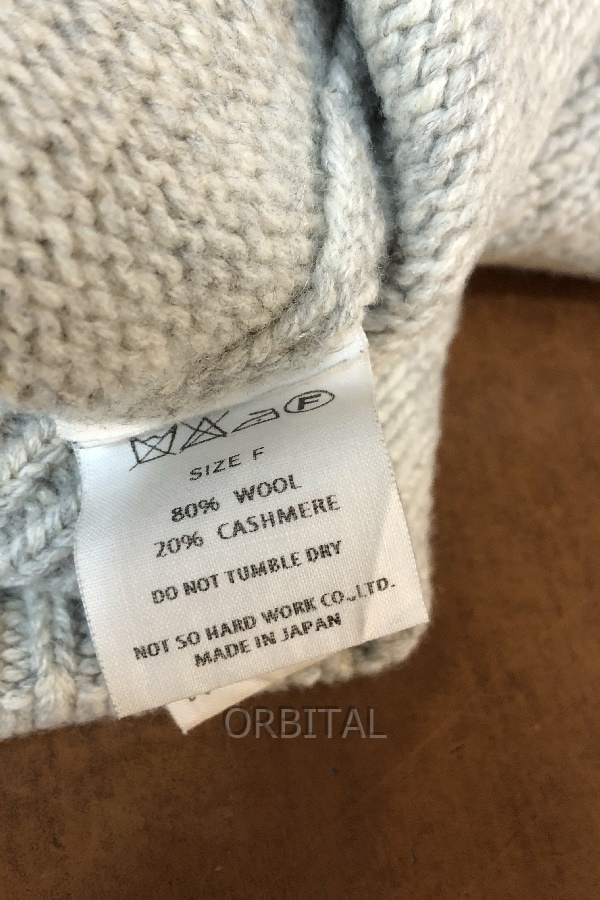 F
SIZE F
80% WOOL
20% CASHMERE
DO NOT TUMBLE DRY
NOT SO HARD WORK CO.,LTD.
MADE IN JAPAN
ORBITAL